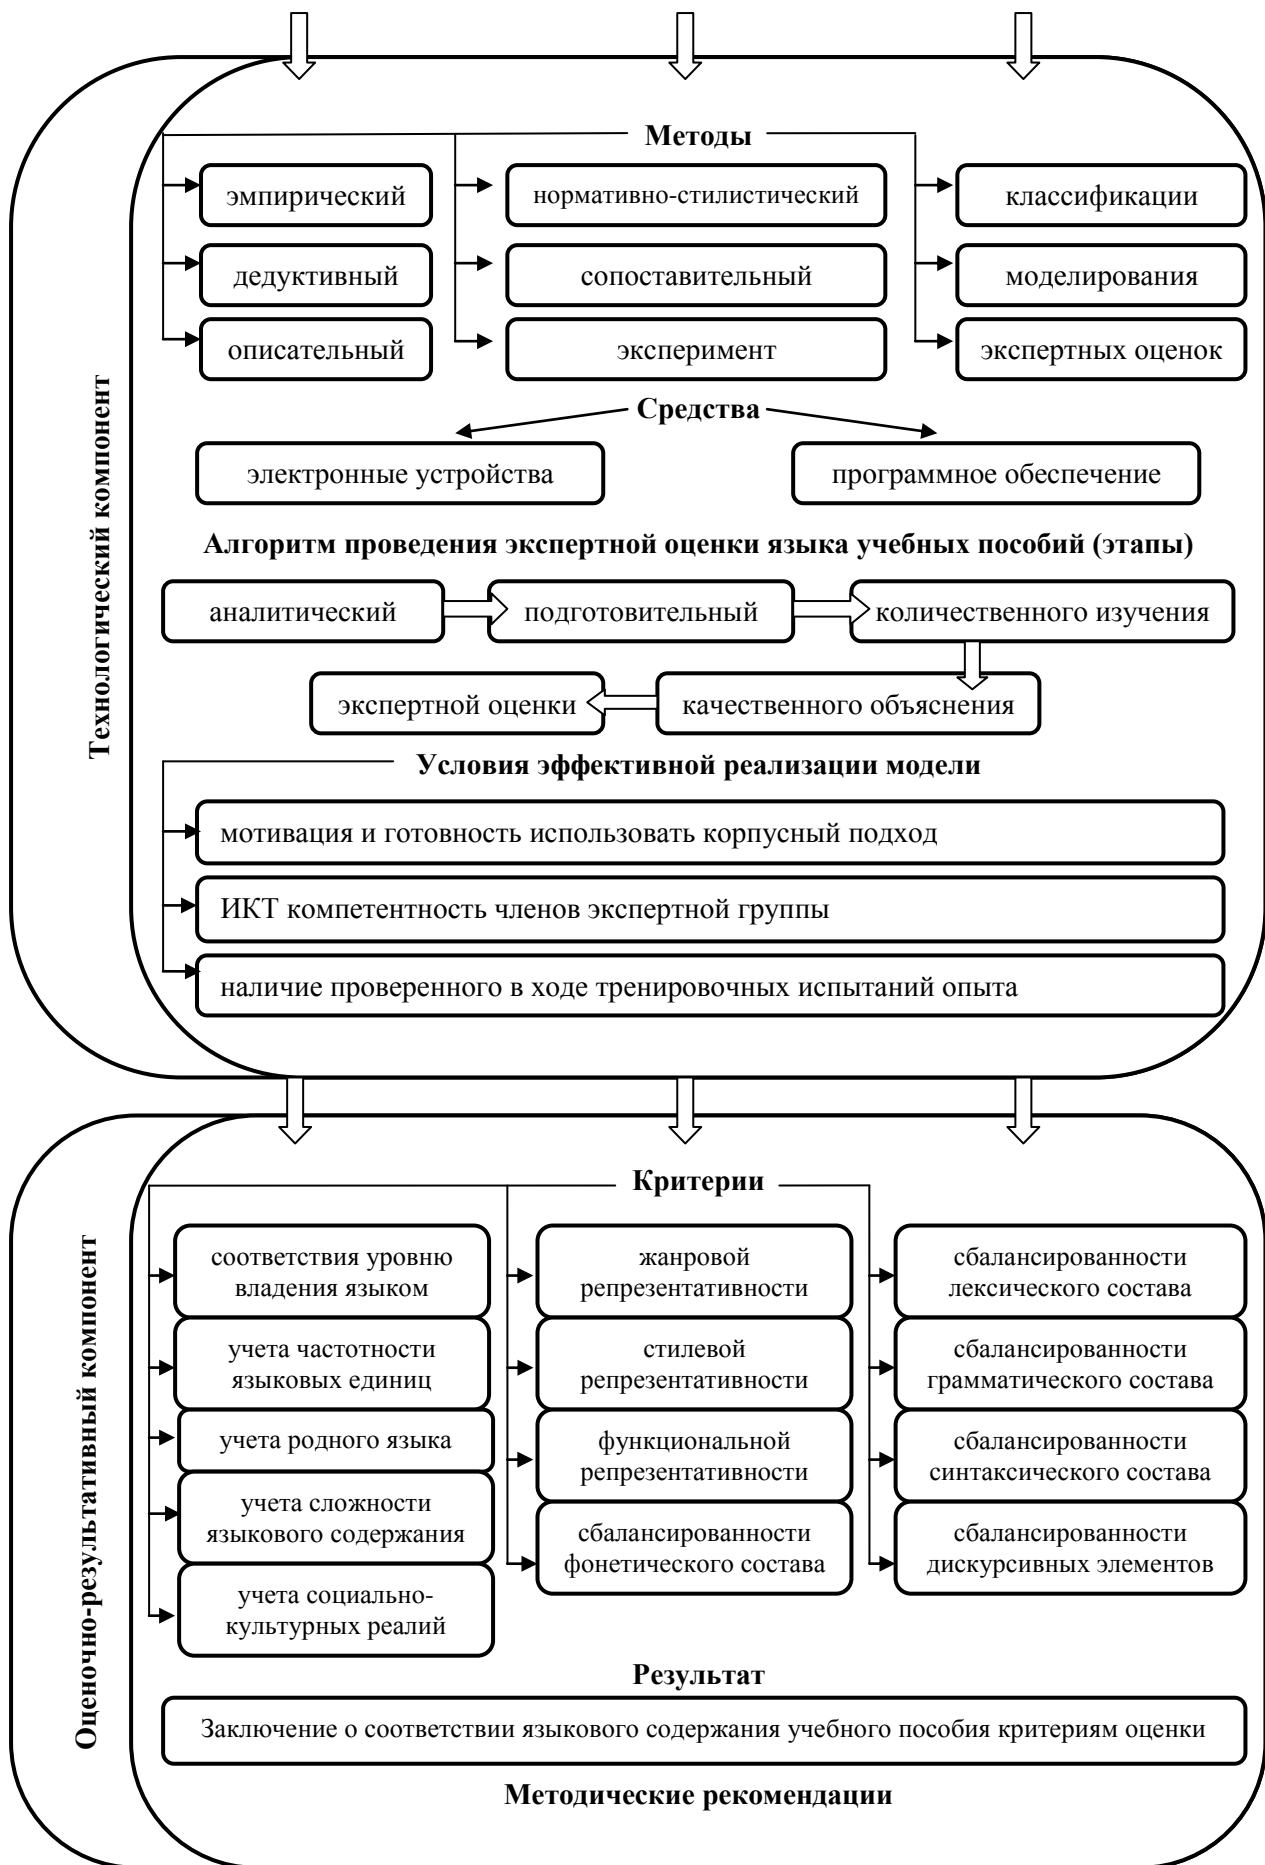 Технологический компонент
Методы
эмпирический
нормативно-стилистический
классификации
дедуктивный
сопоставительный
моделирования
описательный
эксперимент
экспертных оценок
Средства
электронные устройства
программное обеспечение
Алгоритм проведения экспертной оценки языка учебных пособий (этапы)
аналитический
подготовительный
количественного изучения
экспертной оценки
качественного объяснения
Условия эффективной реализации модели
мотивация и готовность использовать корпусный подход
ИКТ компетентность членов экспертной группы
наличие проверенного в ходе тренировочных испытаний опыта
Оценочно-результативный компонент
Критерии
соответствия уровню
владения языком
учета частотности
языковых единиц
учета родного языка
учета сложности
языкового содержания
учета социально-
культурных реалий
жанровой
репрезентативности
стилевой
репрезентативности
функциональной
репрезентативности
сбалансированности
фонетического состава
сбалансированности
лексического состава
сбалансированности
грамматического состава
сбалансированности
синтаксического состава
сбалансированности
дискурсивных элементов
Результат
Заключение о соответствии языкового содержания учебного пособия критериям оценки
Методические рекомендации